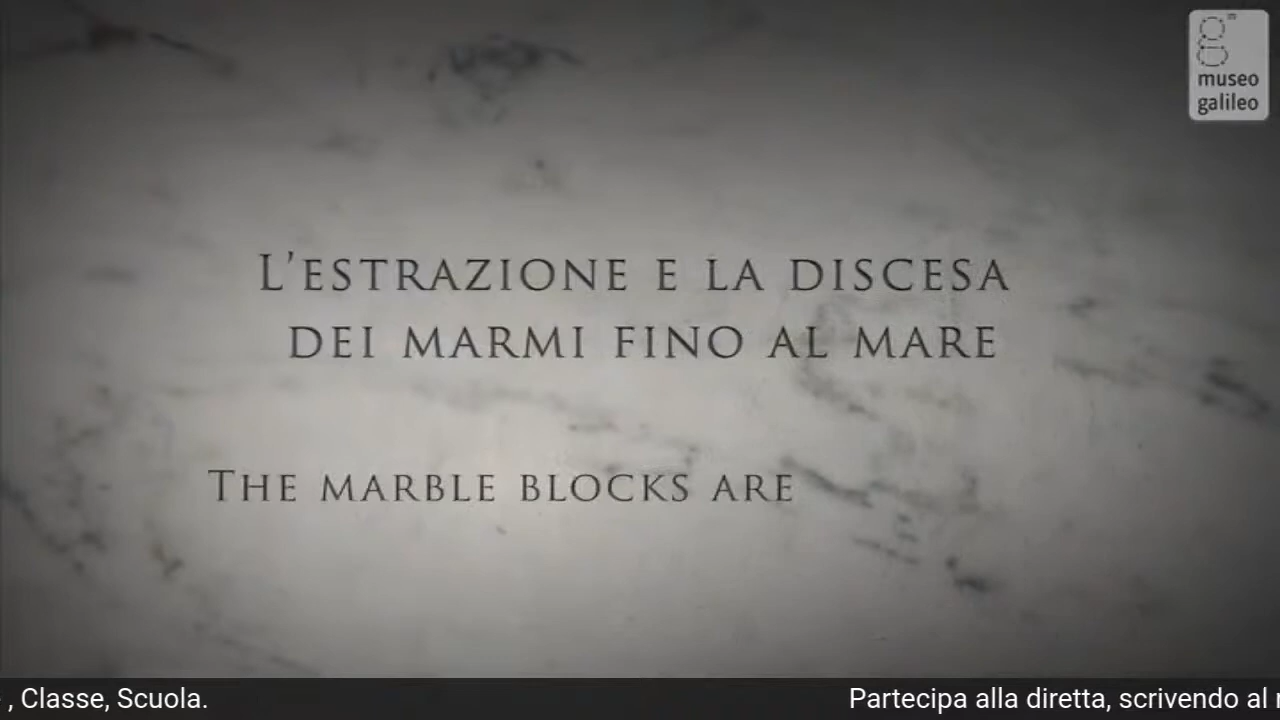 museo
galileo
L'ESTRAZIONE E LA DISCESA
DEI MARMI FINO AL MARE
THE MARBLE BLOCKS ARE
, Classe, Scuola.
Partecipa alla diretta, scrivendo al